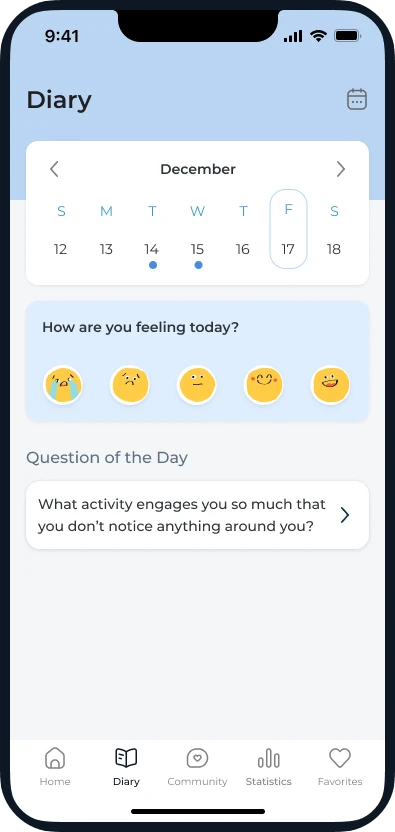 9:41
Diary
December
S M T W T F S
12 13 14 15 16 17 18
How are you feeling today?
Question of the Day
What activity engages you so much that
you don’t notice anything around you?
Home Diary Community Statistics Favorites